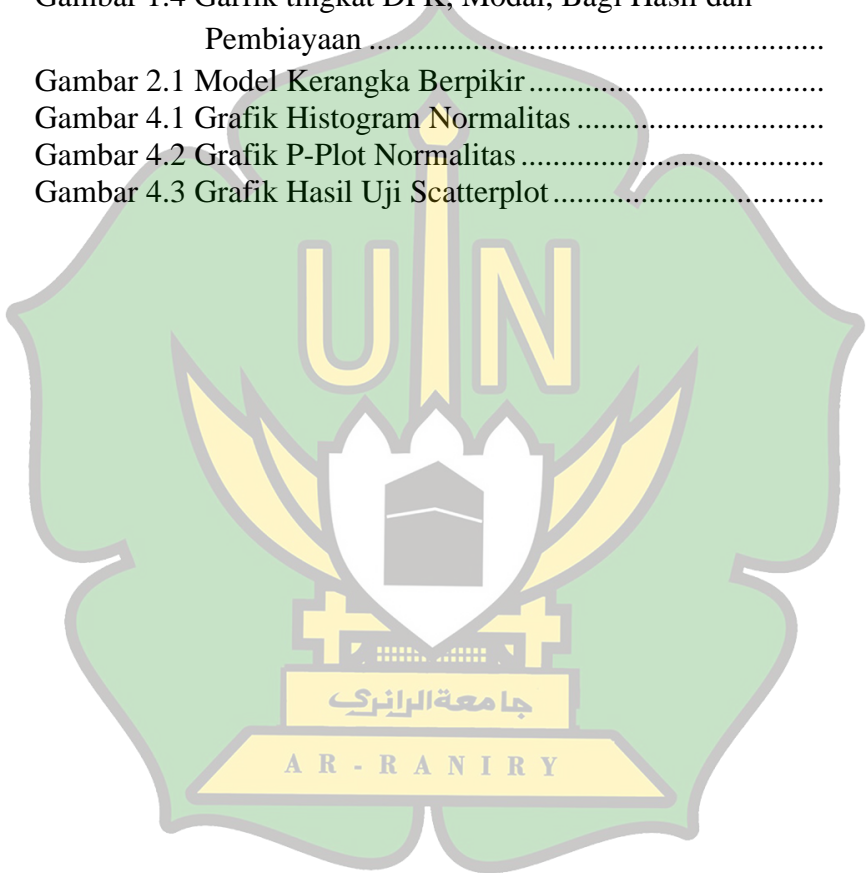 Gambar 1.4 Garfik tingkat DPK, Modal, Bagi Hasil dan
Pembiayaan .........................................................
Gambar 2.1 Model Kerangka Berpikir.....................................
Gambar 4.1 Grafik Histogram Normalitas ...............................
Gambar 4.2 Grafik P-Plot Normalitas ......................................
Gambar 4.3 Grafik Hasil Uji Scatterplot..................................
UIN
جامعة الرانري
AR-RANIRY